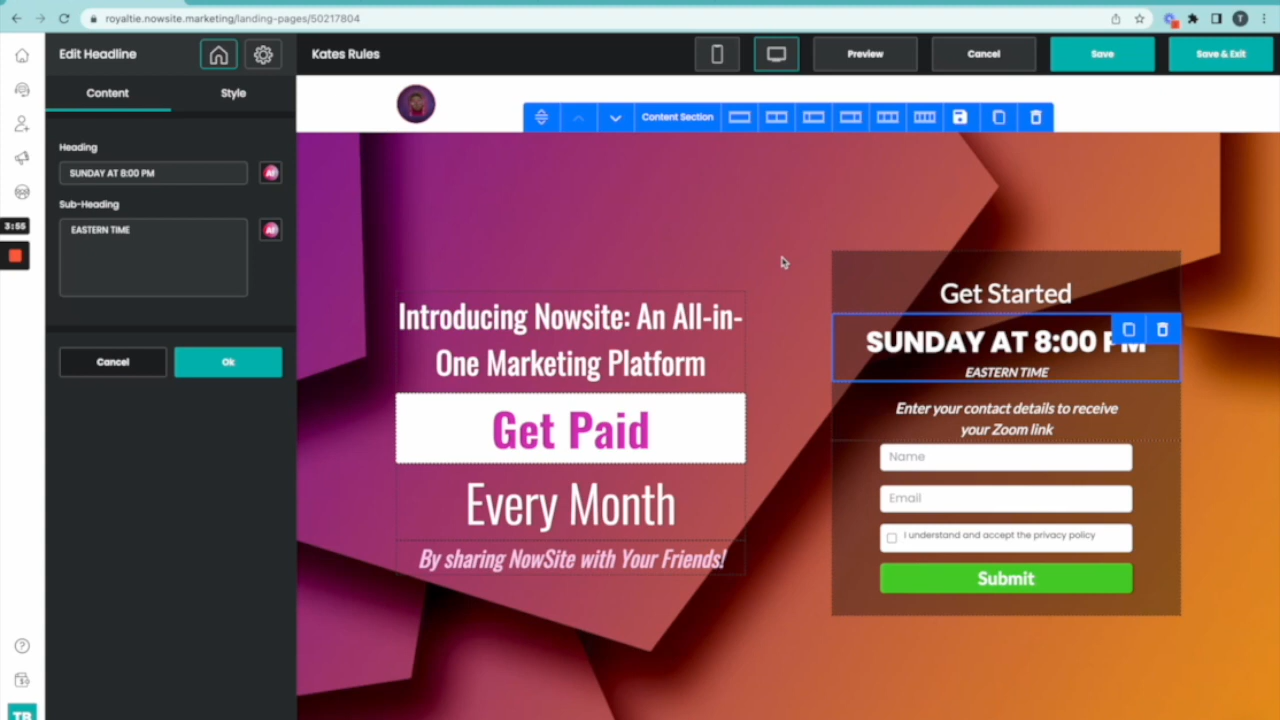 royaltie.nowsite.marketing/landing-pages/50217804
T
Edit Headline
Kates Rules
Preview
Cancel
Save
Save & Exit
Content
Style
Content Section
Heading
SUNDAY AT 8:00 PM
AI
Sub-Heading
EASTERN TIME
AI
3:55
Cancel
Ok
Introducing Nowsite: An All-in-
One Marketing Platform
Get Paid
Every Month
By sharing NowSite with Your Friends!
Get Started
SUNDAY AT 8:00 PM
EASTERN TIME
Enter your contact details to receive
your Zoom link
Name
Email
I understand and accept the privacy policy
Submit
TB